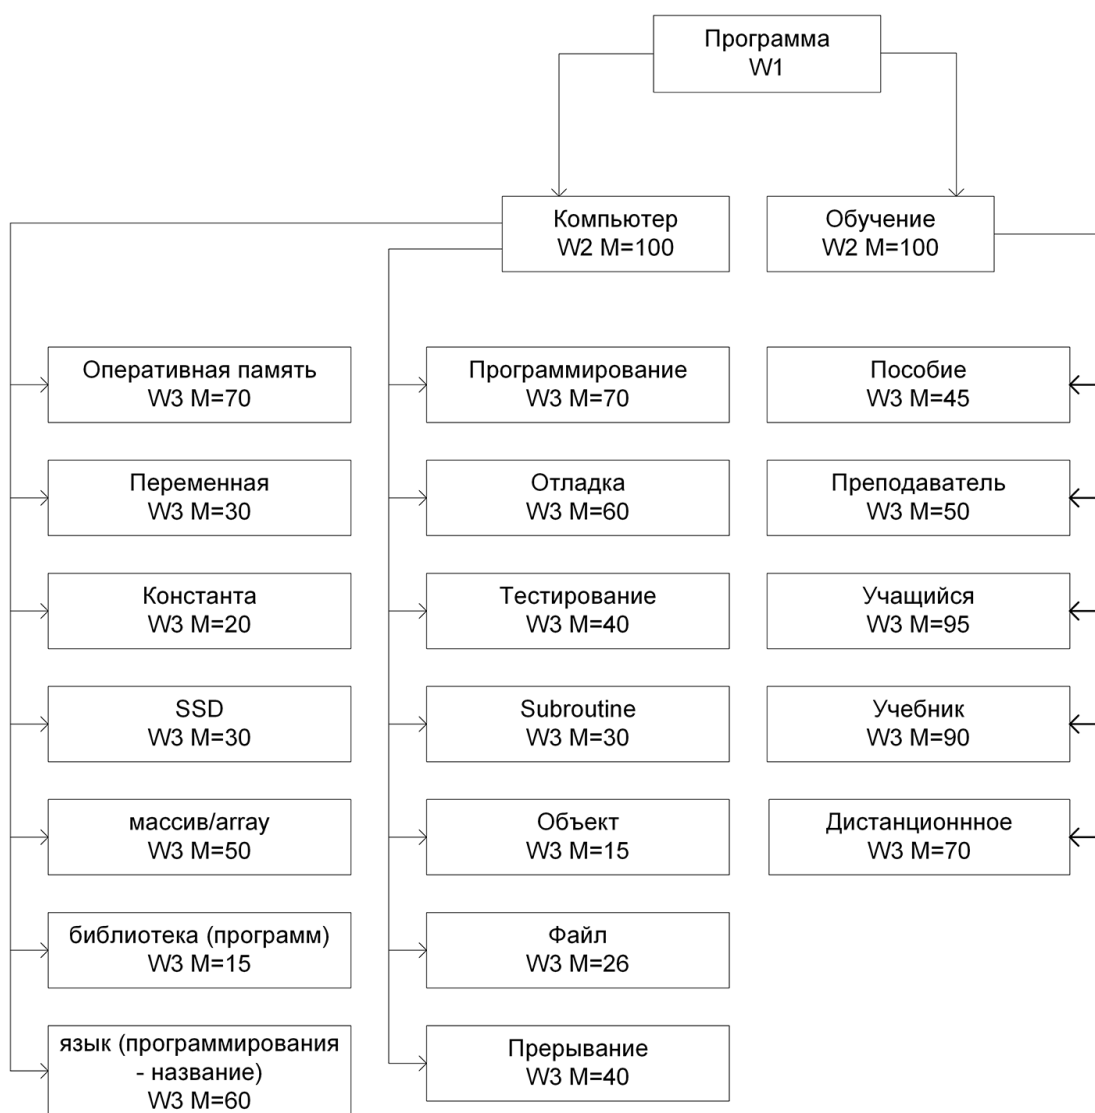 Программа
W1
Компьютер
W2 M=100
Обучение
W2 M=100
Оперативная память
W3 M=70
Программирование
W3 M=70
Пособие
W3 M=45
Переменная
W3 M=30
Отладка
W3 M=60
Преподаватель
W3 M=50
Константа
W3 M=20
Тестирование
W3 M=40
Учащийся
W3 M=95
SSD
W3 M=30
Subroutine
W3 M=30
Учебник
W3 M=90
массив/array
W3 M=50
Объект
W3 M=15
Дистанционнное
W3 M=70
библиотека (программ)
W3 M=15
Файл
W3 M=26
язык (программирования
- название)
W3 M=60
Прерывание
W3 M=40